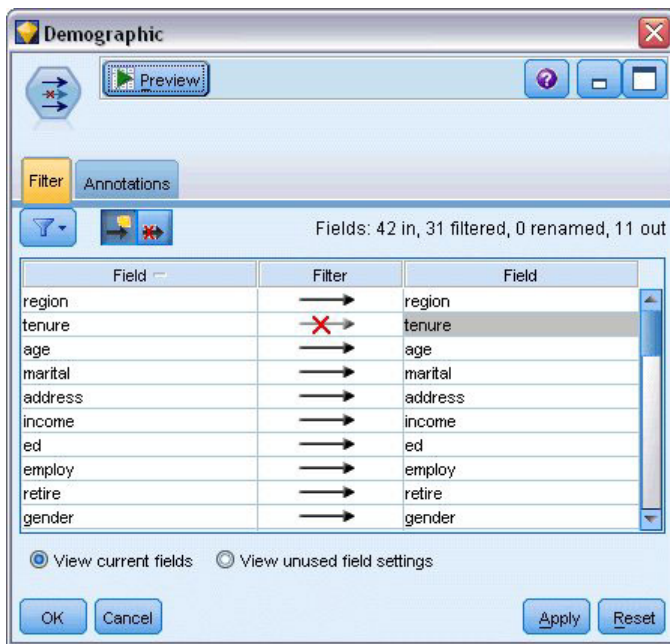 Demographic
Preview
Filter Annotations
Fields: 42 in, 31 filtered, 0 renamed, 11 out
Field Filter Field
region region
tenure tenure
age age
marital marital
address address
income income
ed ed
employ employ
retire retire
gender gender
View current fields View unused field settings
OK Cancel Apply Reset